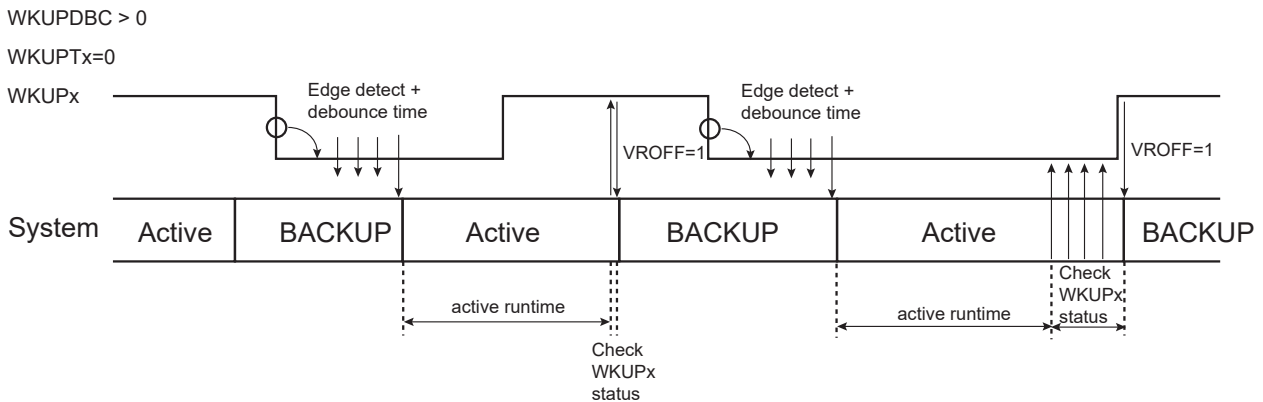 WKUPDBC > 0
WKUPTx=0
WKUPx
Edge detect +
debounce time
VROFF=1
Edge detect +
debounce time
VROFF=1
System
Active
BACKUP
Active
BACKUP
Active
BACKUP
active runtime
Check
WKUPx
status
active runtime
Check
WKUPx
status